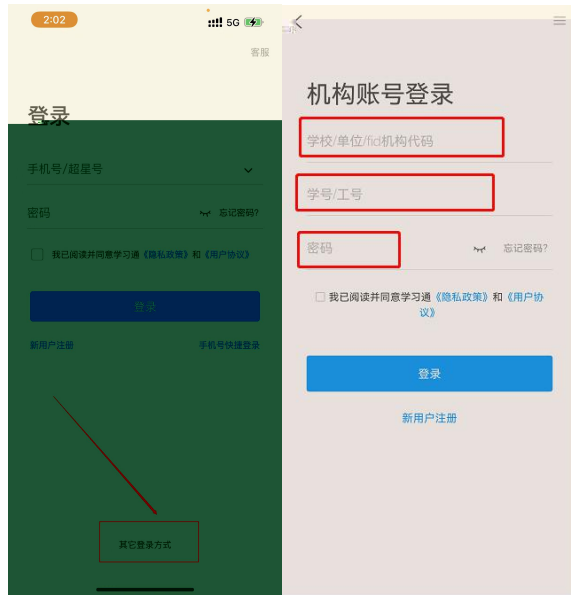 2:02
5G
客服
登录
手机号/超星号
密码
忘记密码?
我已阅读并同意学习通《隐私政策》和《用户协议》
登录
新用户注册
手机号快捷登录
其它登录方式
机构账号登录
学校/单位/fid机构代码
学号/工号
密码
忘记密码?
我已阅读并同意学习通《隐私政策》和《用户协
议》
登录
新用户注册